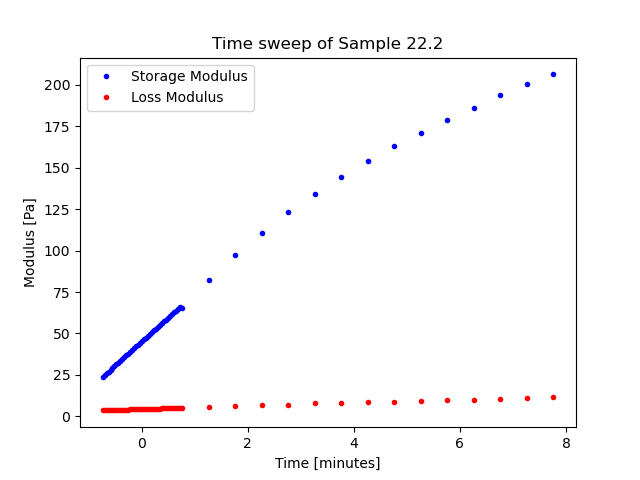 Time sweep of Sample 22.2
Storage Modulus
Loss Modulus
200
175
150
125
100
75
50
25
0
Modulus [Pa]
0 2 4 6 8
Time [minutes]